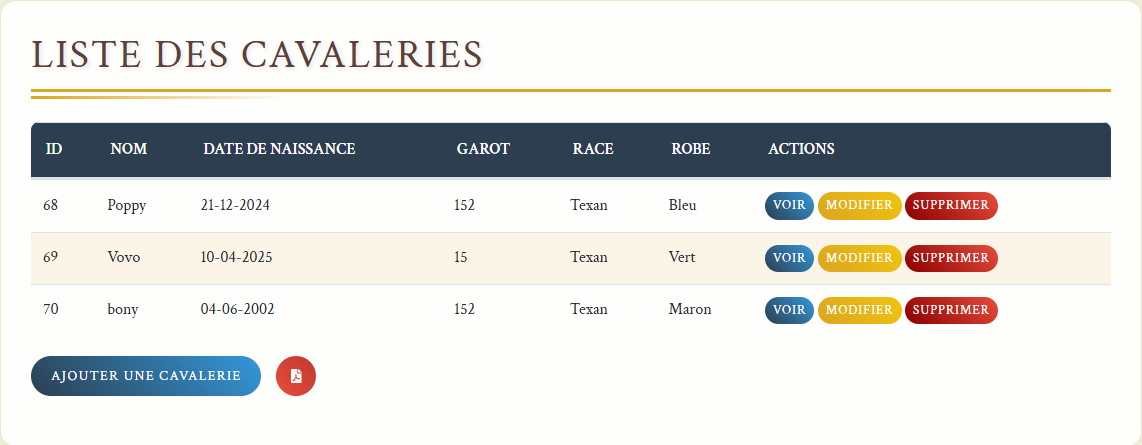 LISTE DES CAVALERIES
ID NOM DATE DE NAISSANCE GAROT RACE ROBE ACTIONS
68 Poppy 21-12-2024 152 Texan Bleu VOIR MODIFIER SUPPRIMER
69 Vovo 10-04-2025 15 Texan Vert VOIR MODIFIER SUPPRIMER
70 bony 04-06-2002 152 Texan Maron VOIR MODIFIER SUPPRIMER
AJOUTER UNE CAVALERIE